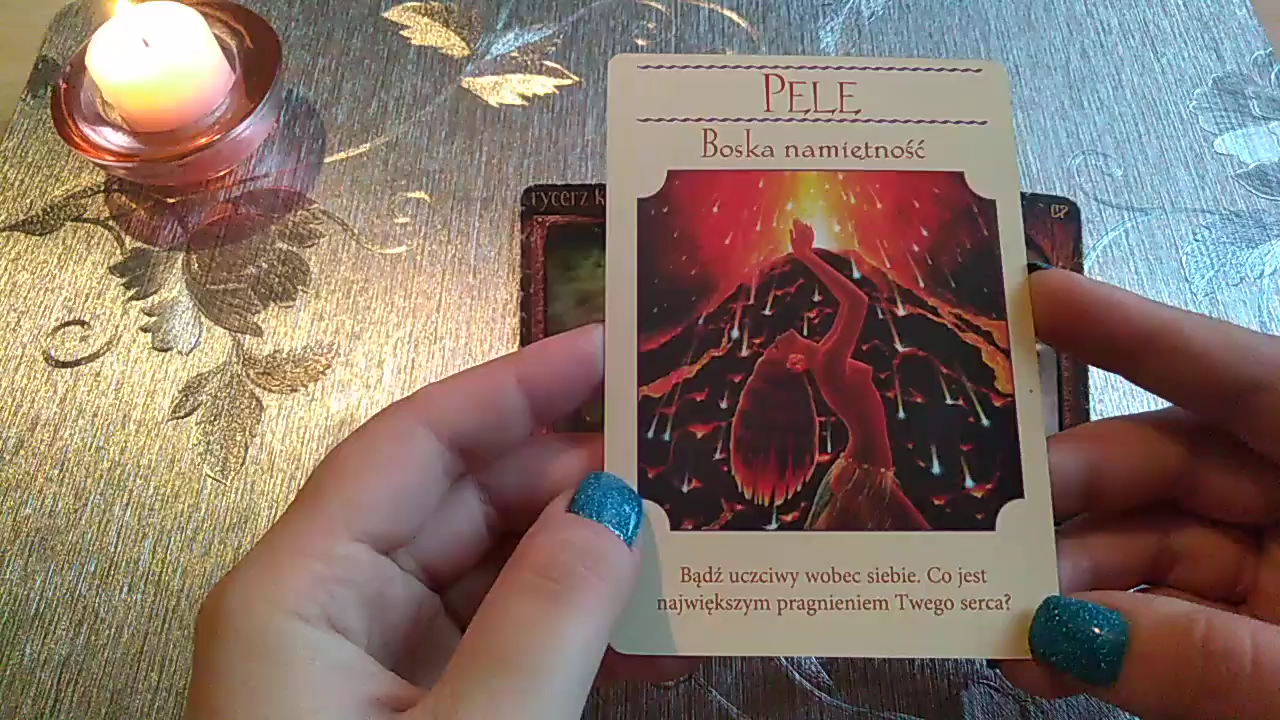 PELE
Boska namiętność
rycerz k
Bądź uczciwy wobec siebie. Co jest
największym pragnieniem Twego serca?